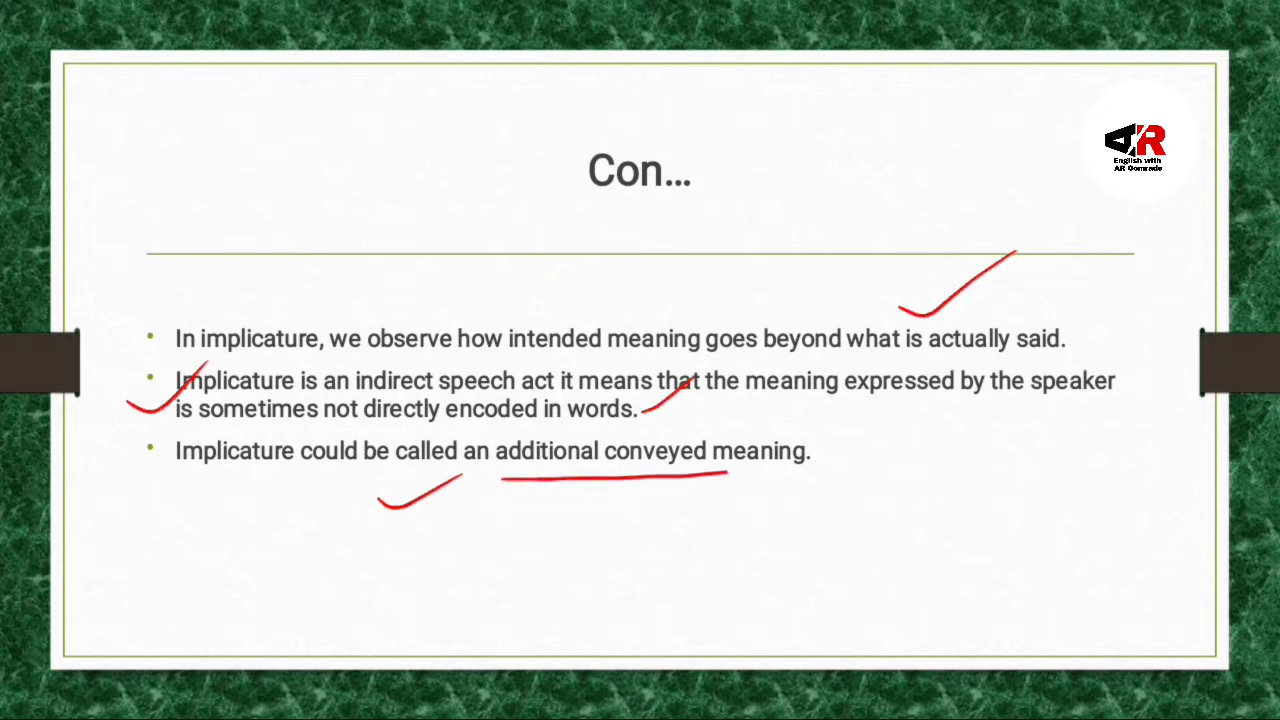 AR
English with
AR Comrade
Con...
• In implicature, we observe how intended meaning goes beyond what is actually said.
• Implicature is an indirect speech act it means that the meaning expressed by the speaker
is sometimes not directly encoded in words.
• Implicature could be called an additional conveyed meaning.